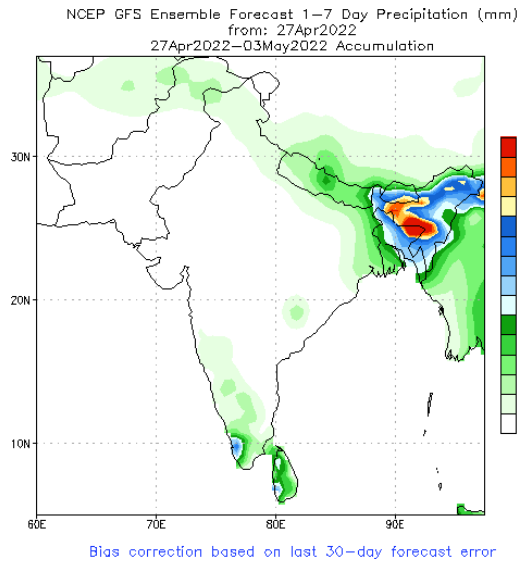 NCEP GFS Ensemble Forecast 1-7 Day Precipitation (mm)
from: 27Apr2022
27Apr2022-03May2022 Accumulation
30N
20N
10N
60E
70E
80E
90E
Bias correction based on last 30-day forecast error